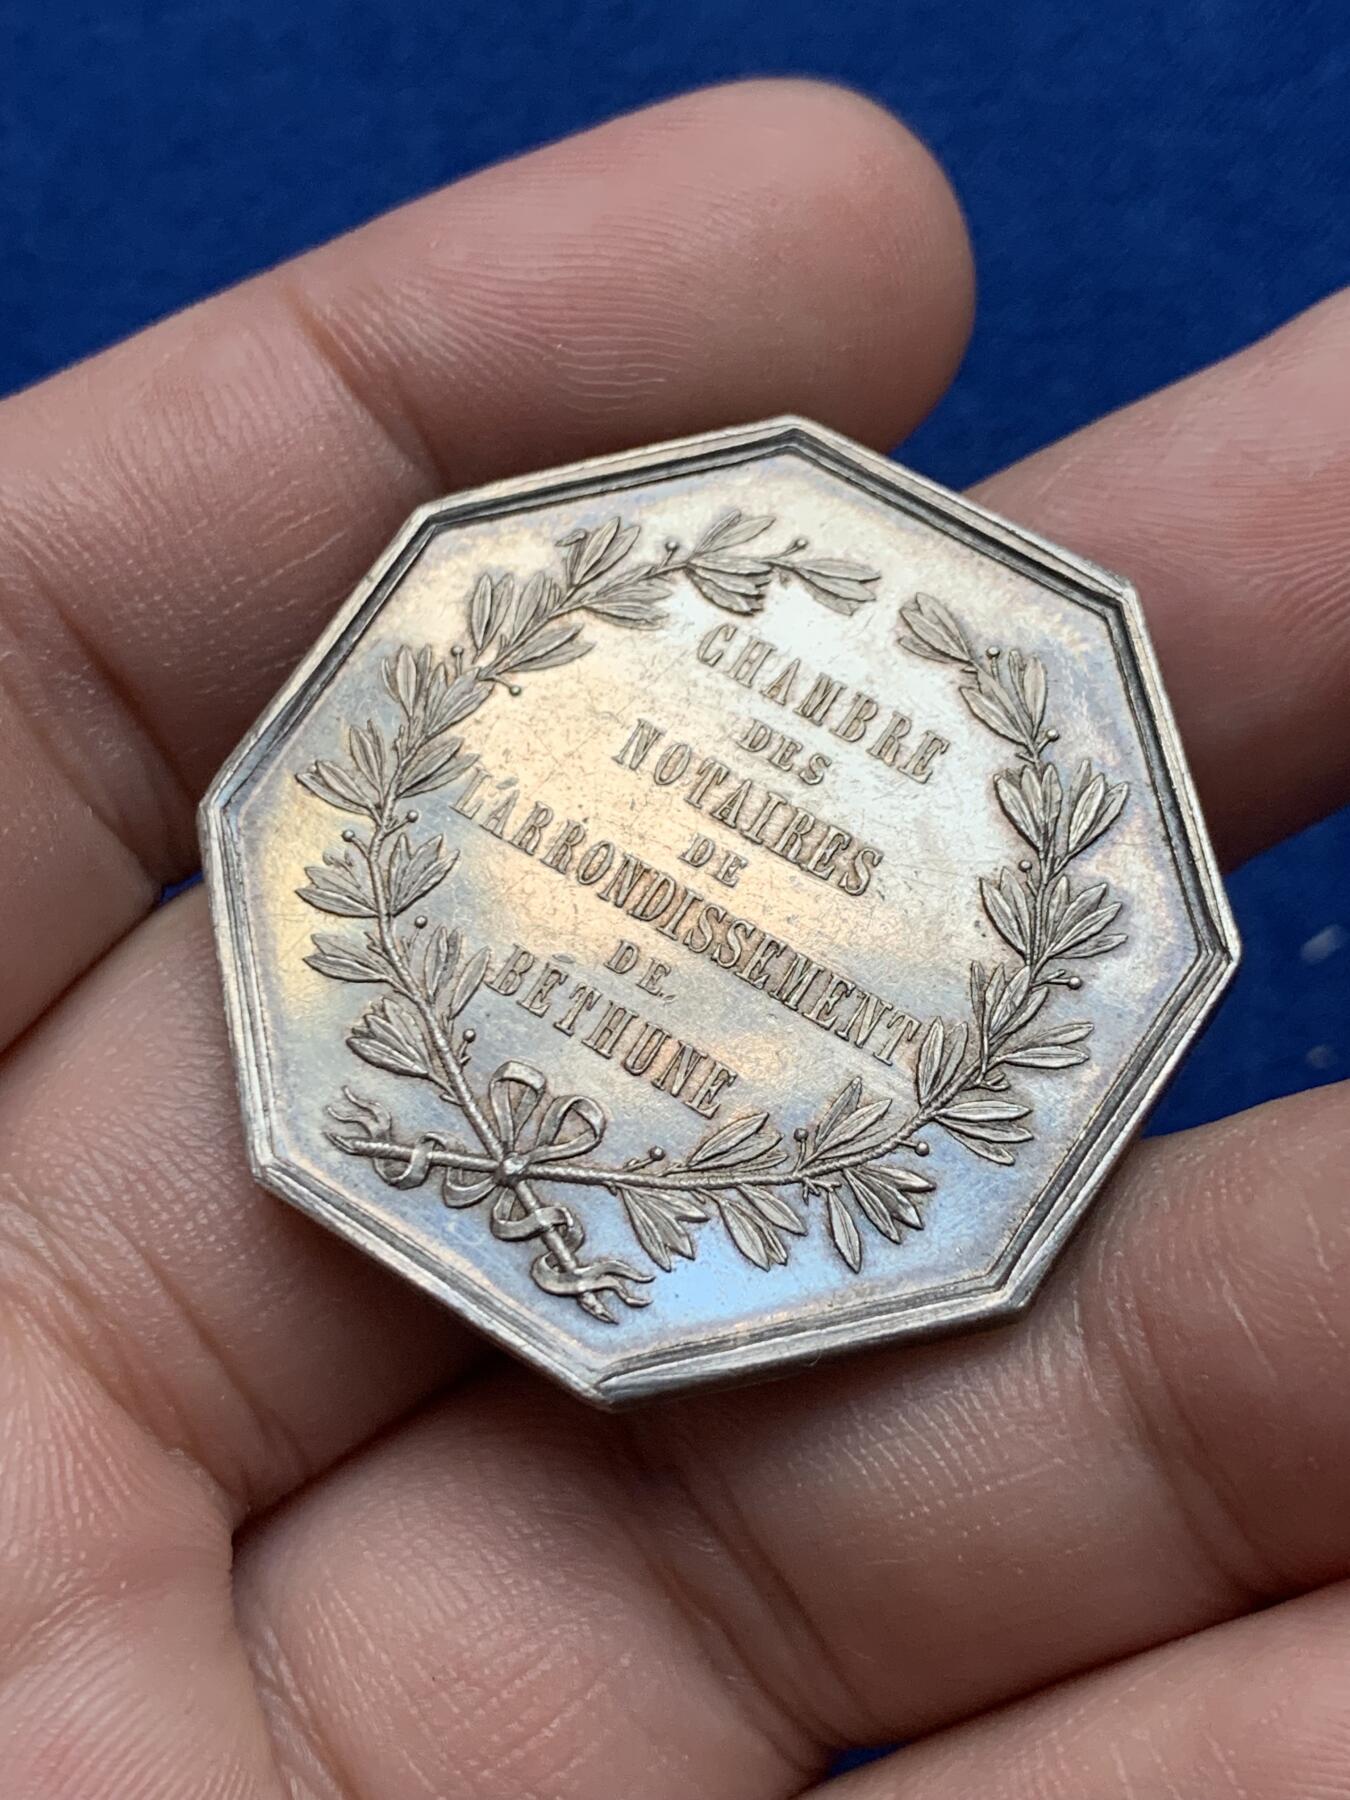 CHAMBRE
DES
NOTAIRES
DE
L'ARRONDISSEMENT
DE
BÉTHUNE